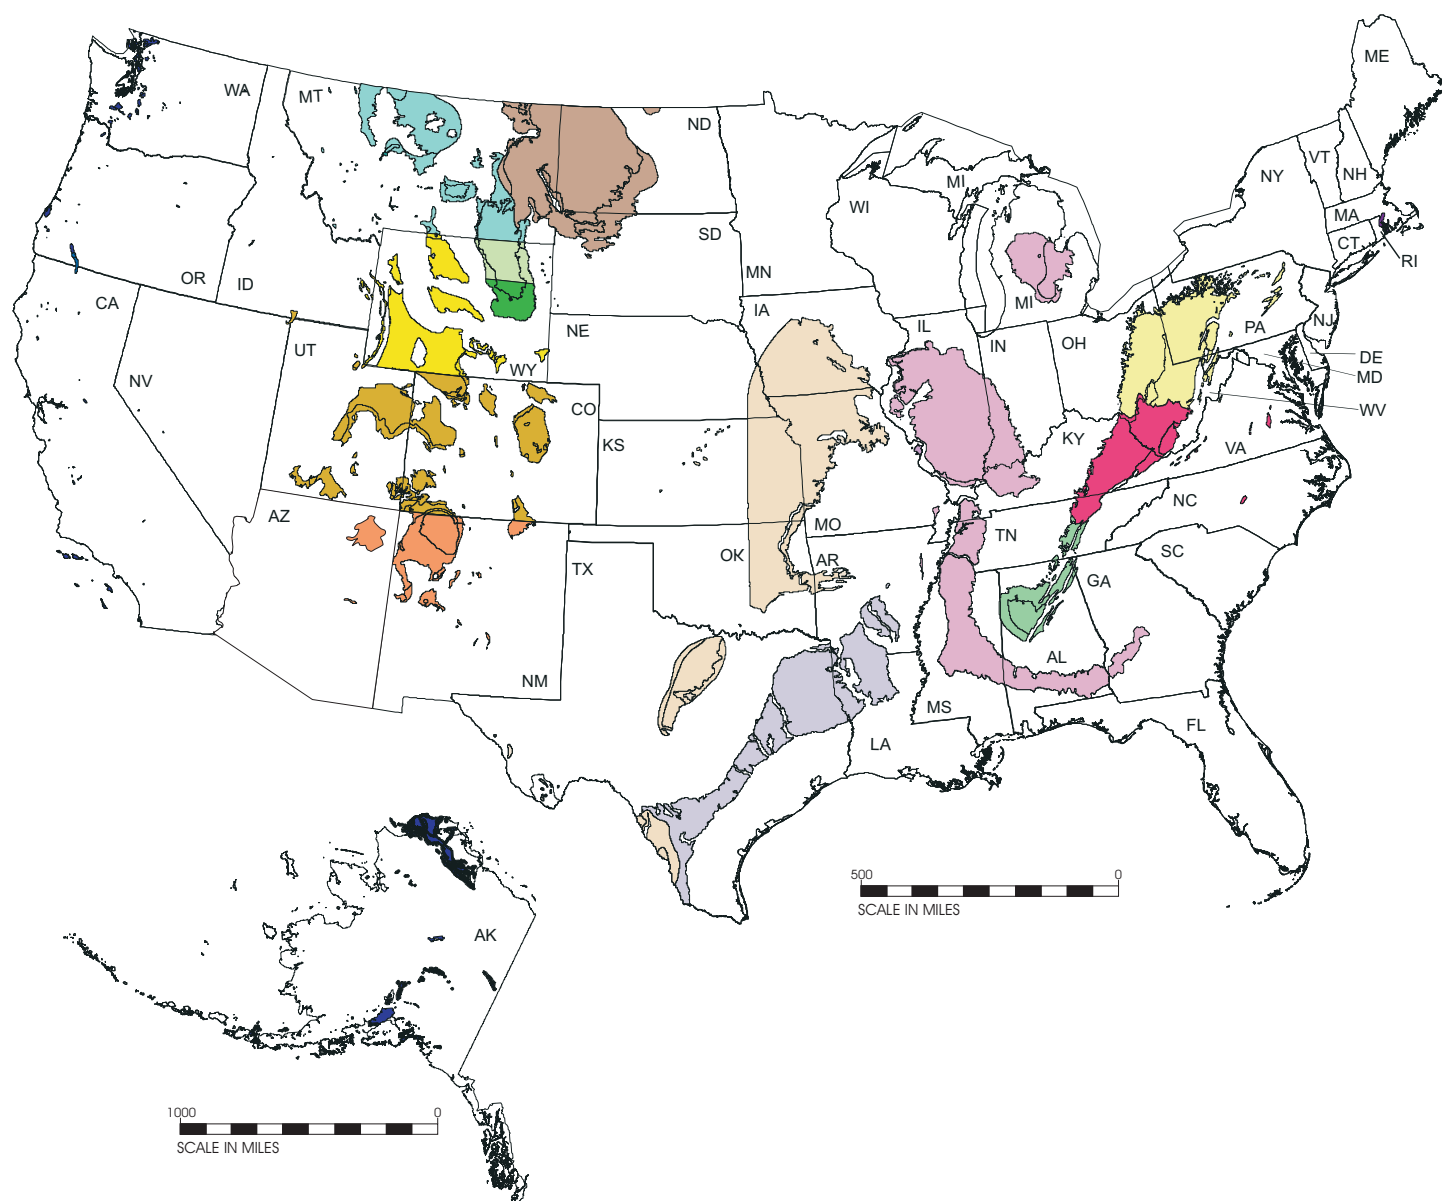 ME
WA
MT
ND
VT
NH
NY
MI
WI
MA
SD
CT
RI
OR
ID
MN
CA
MI
IA
NJ
IL
PA
NE
OH
IN
UT
DE
WY
MD
NV
CO
WV
KS
KY
VA
NC
AZ
MO
TN
SC
OK
AR
TX
GA
AL
NM
MS
FL
LA
500
0
SCALE IN MILES
AK
1000
0
SCALE IN MILES